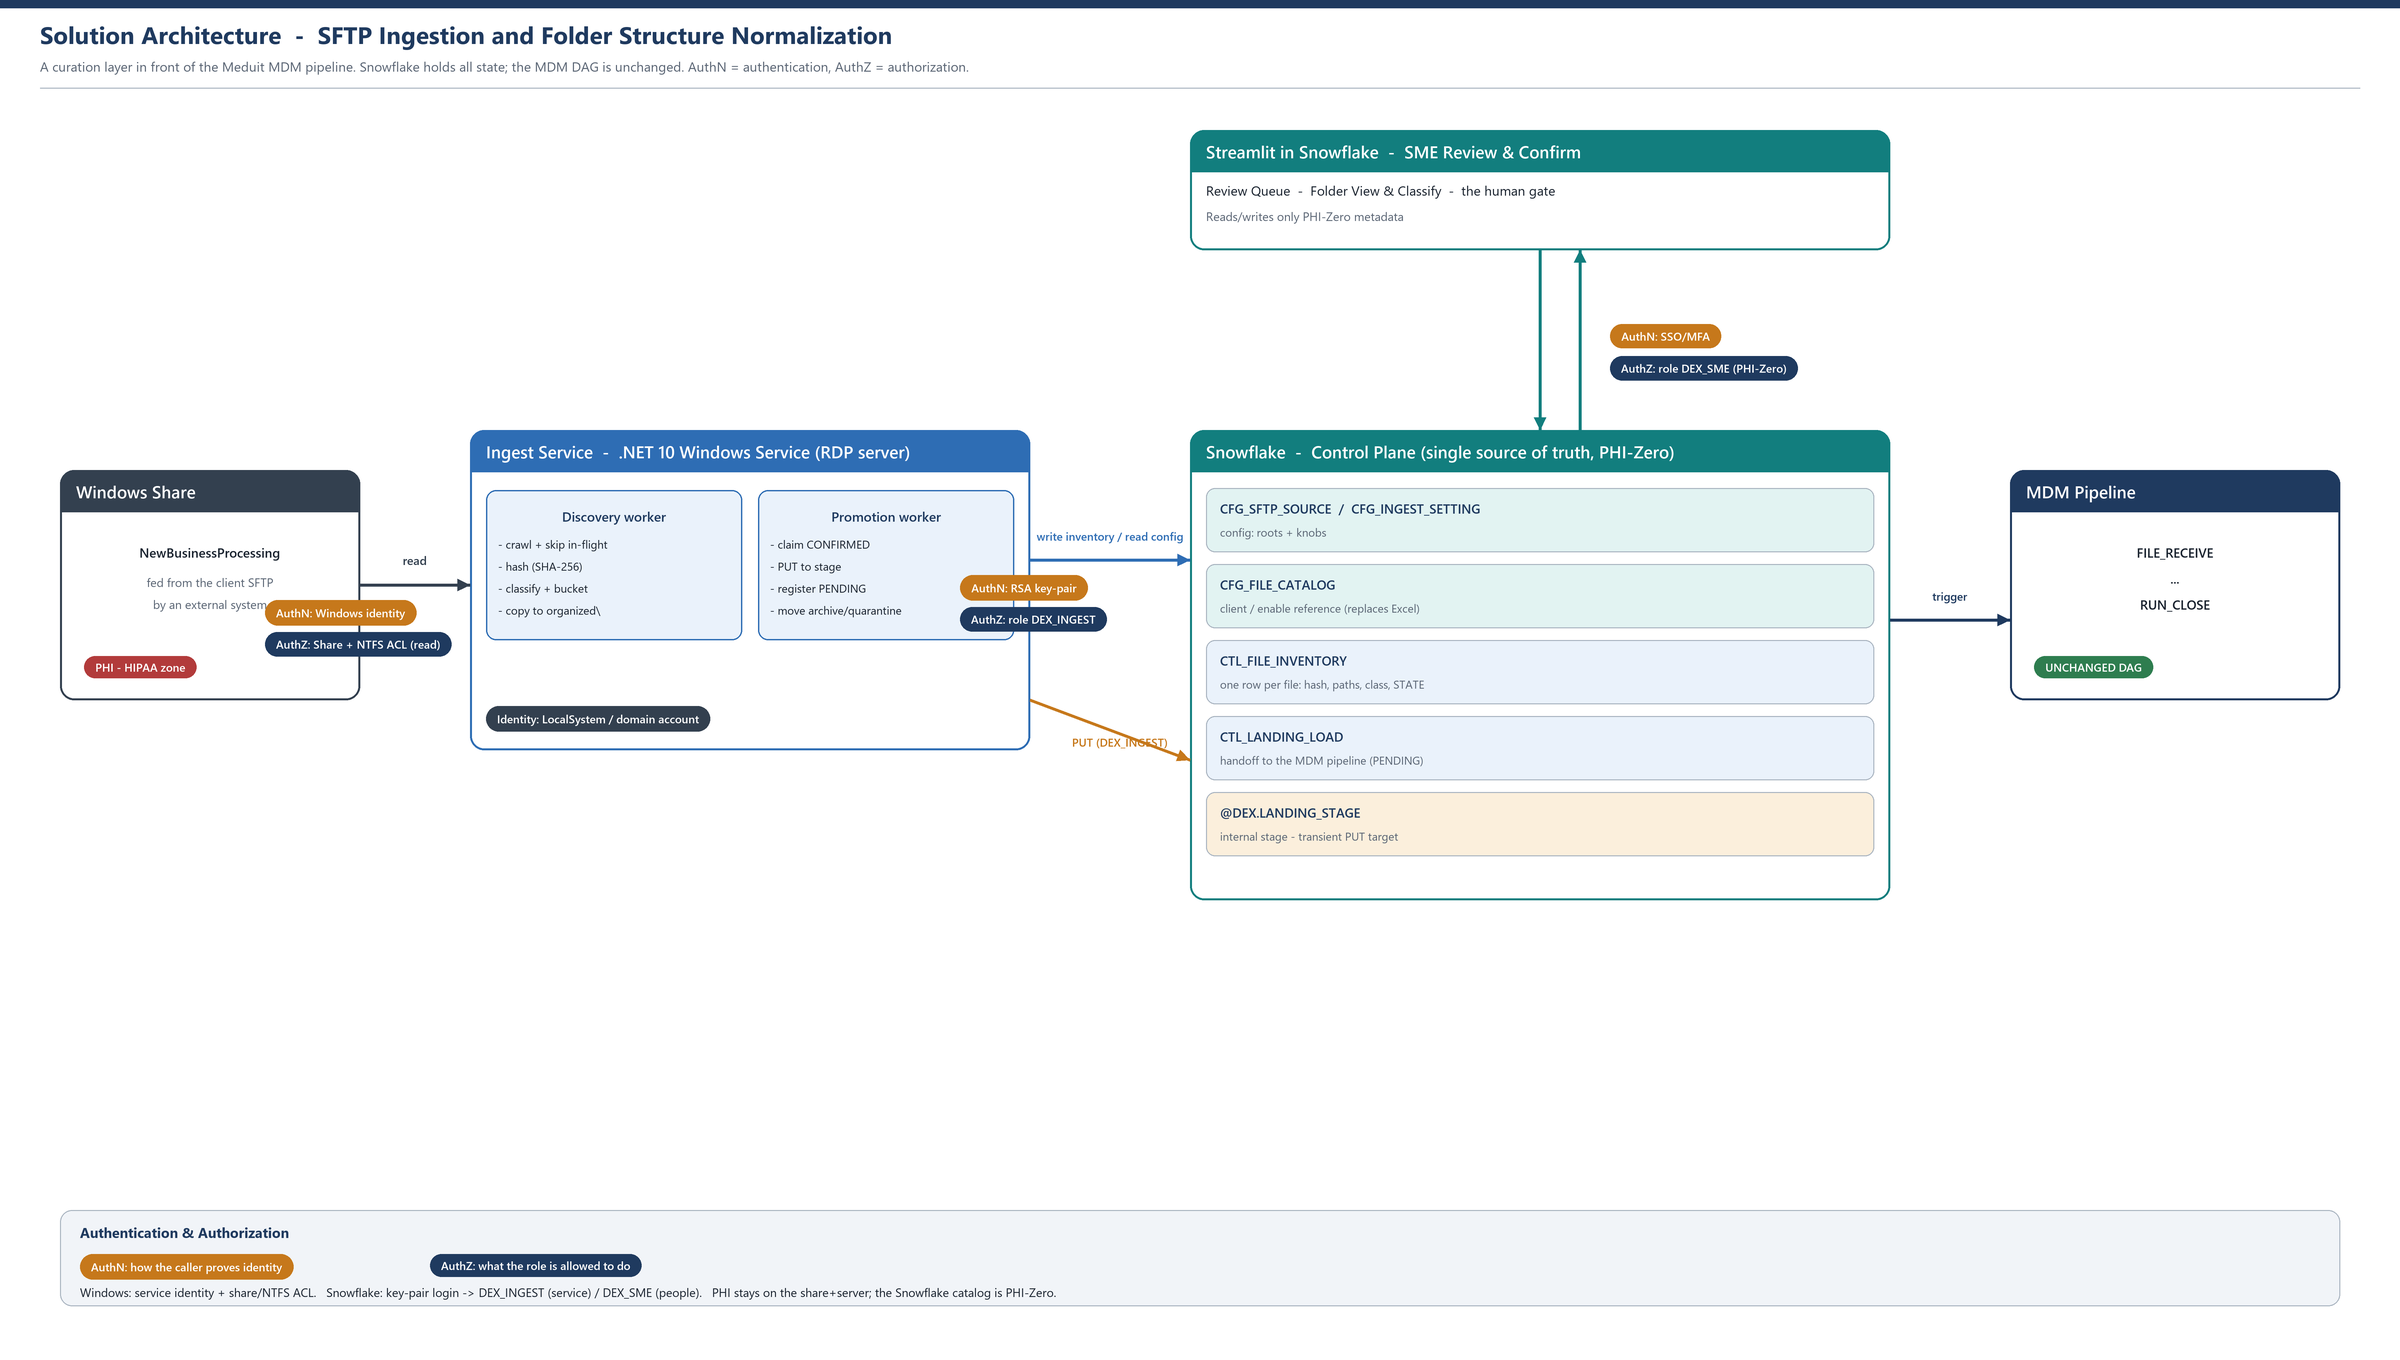 Solution Architecture - SFTP Ingestion and Folder Structure Normalization
A curation layer in front of the Meduit MDM pipeline. Snowflake holds all state; the MDM DAG is unchanged. AuthN = authentication, AuthZ = authorization.
Streamlit in Snowflake - SME Review & Confirm
Review Queue - Folder View & Classify - the human gate
Reads/writes only PHI-Zero metadata
AuthN: SSO/MFA
AuthZ: role DEX_SME (PHI-Zero)
Windows Share
NewBusinessProcessing
fed from the client SFTP
by an external system
AuthN: Windows identity
AuthZ: Share + NTFS ACL (read)
PHI - HIPAA zone
read
Ingest Service - .NET 10 Windows Service (RDP server)
Discovery worker
- crawl + skip in-flight
- hash (SHA-256)
- classify + bucket
- copy to organized\
Promotion worker
- claim CONFIRMED
- PUT to stage
- register PENDING
- move archive/quarantine
Identity: LocalSystem / domain account
write inventory / read config
AuthN: RSA key-pair
AuthZ: role DEX_INGEST
PUT (DEX_INGEST)
Snowflake - Control Plane (single source of truth, PHI-Zero)
CFG_SFTP_SOURCE / CFG_INGEST_SETTING
config: roots + knobs
CFG_FILE_CATALOG
client / enable reference (replaces Excel)
CTL_FILE_INVENTORY
one row per file: hash, paths, class, STATE
CTL_LANDING_LOAD
handoff to the MDM pipeline (PENDING)
@DEX.LANDING_STAGE
internal stage - transient PUT target
trigger
MDM Pipeline
FILE_RECEIVE
...
RUN_CLOSE
UNCHANGED DAG
Authentication & Authorization
AuthN: how the caller proves identity
AuthZ: what the role is allowed to do
Windows: service identity + share/NTFS ACL. Snowflake: key-pair login -> DEX_INGEST (service) / DEX_SME (people). PHI stays on the share+server; the Snowflake catalog is PHI-Zero.